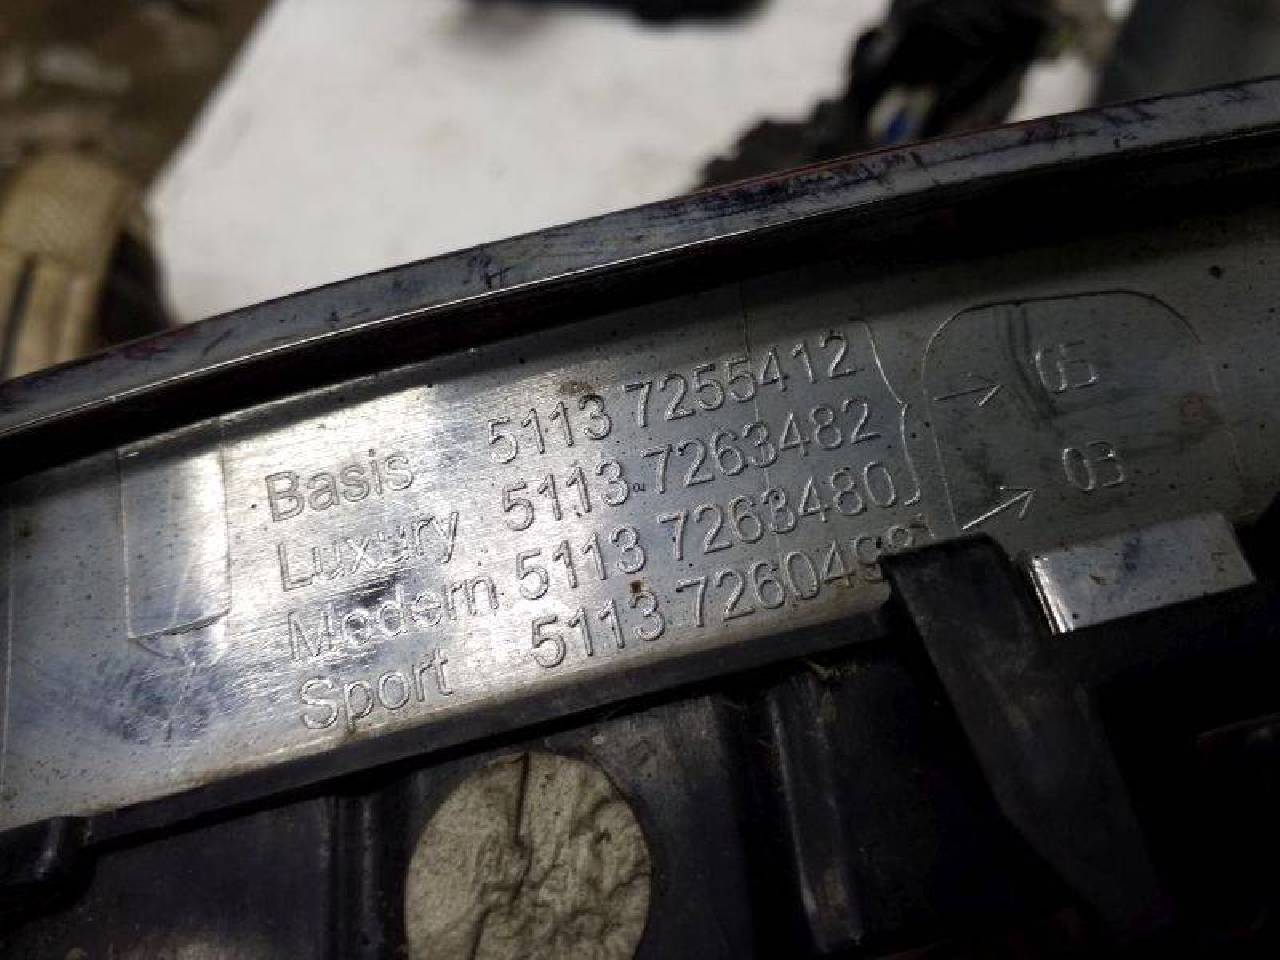 Basis 5113 7255412
Luxury 5113 7263482
Modern 5113 7263480
Sport 5113
05
03